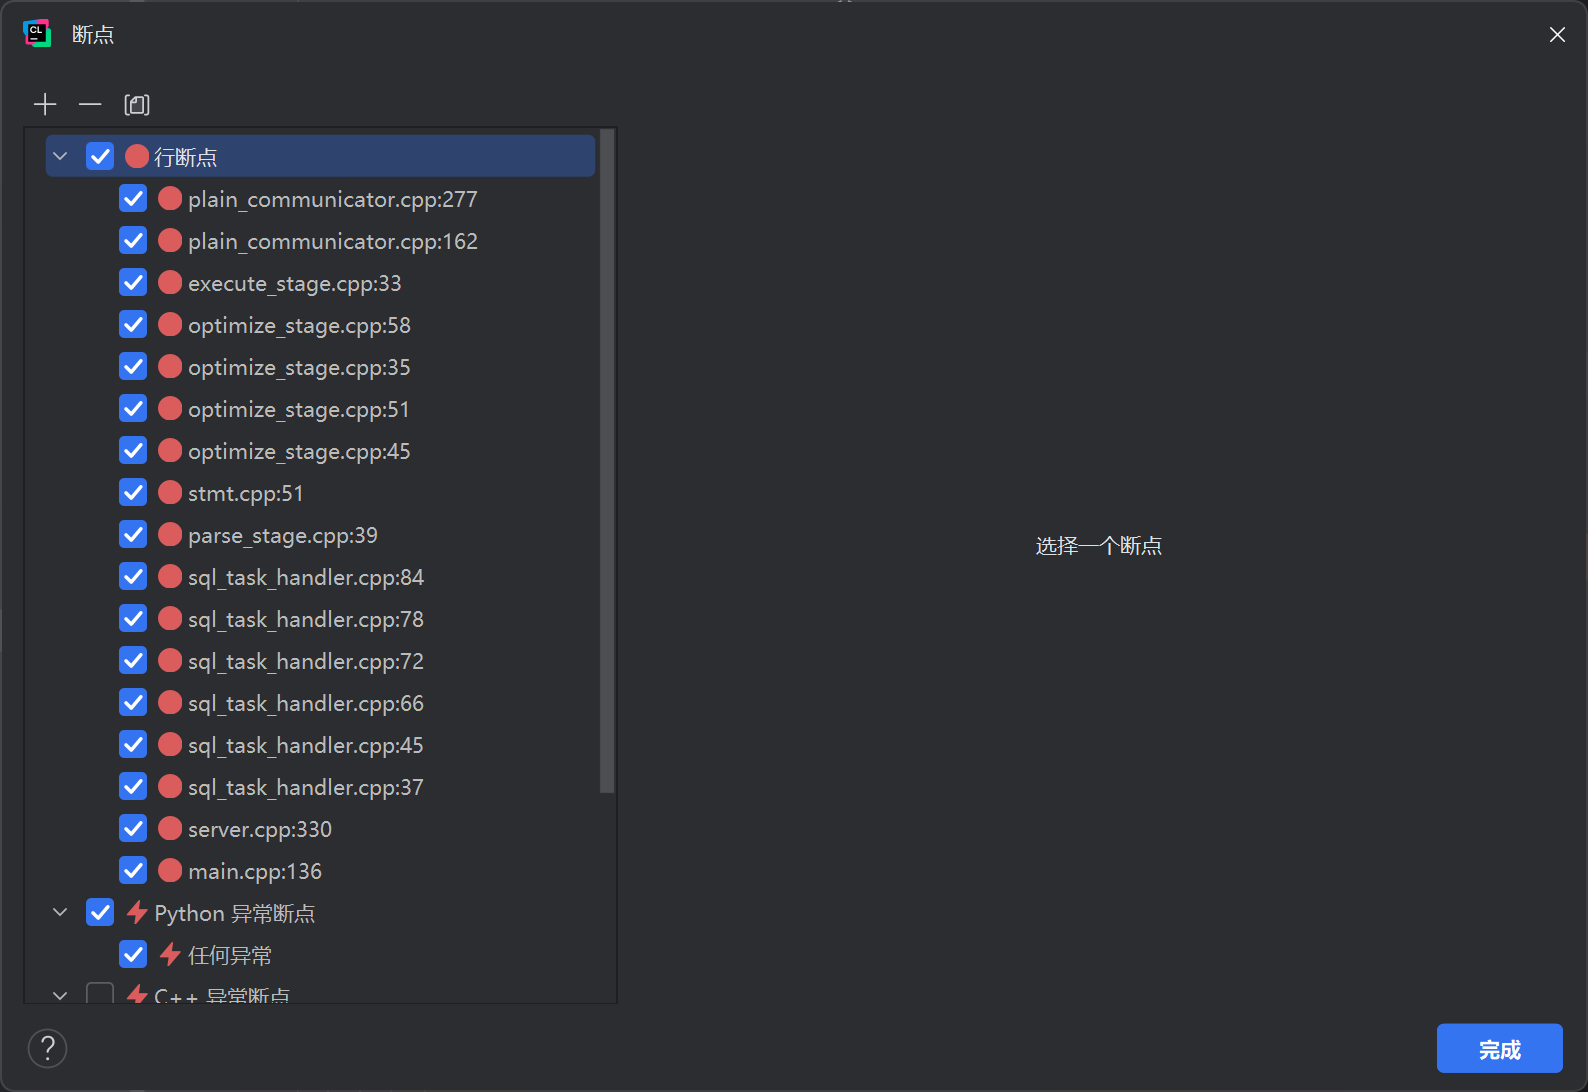 CL
断点
行断点
plain_communicator.cpp:277
plain_communicator.cpp:162
execute_stage.cpp:33
optimize_stage.cpp:58
optimize_stage.cpp:35
optimize_stage.cpp:51
optimize_stage.cpp:45
stmt.cpp:51
parse_stage.cpp:39
sql_task_handler.cpp:84
sql_task_handler.cpp:78
sql_task_handler.cpp:72
sql_task_handler.cpp:66
sql_task_handler.cpp:45
sql_task_handler.cpp:37
server.cpp:330
main.cpp:136
Python 异常断点
任何异常
C++ 异常断点
选择一个断点
?
完成